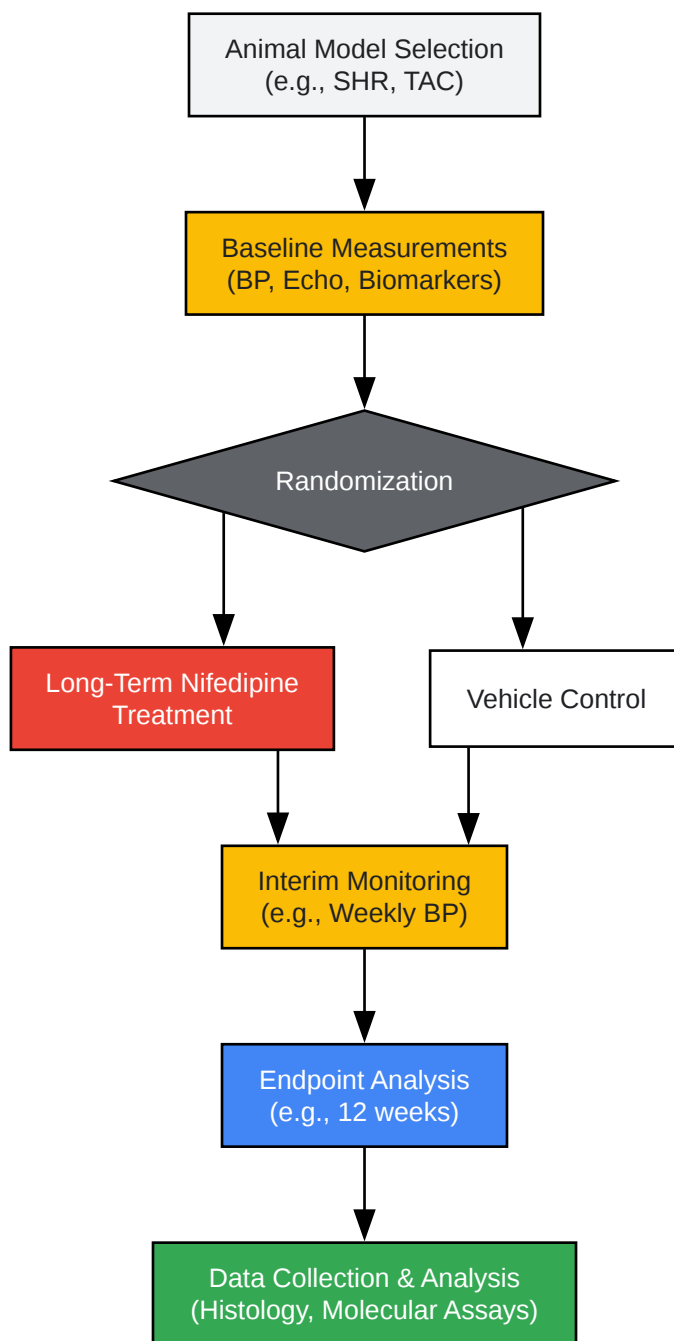 Animal Model Selection
(e.g., SHR, TAC)
Baseline Measurements
(BP, Echo, Biomarkers)
Randomization
Long-Term Nifedipine
Treatment
Vehicle Control
Interim Monitoring
(e.g., Weekly BP)
Endpoint Analysis
(e.g., 12 weeks)
Data Collection & Analysis
(Histology, Molecular Assays)